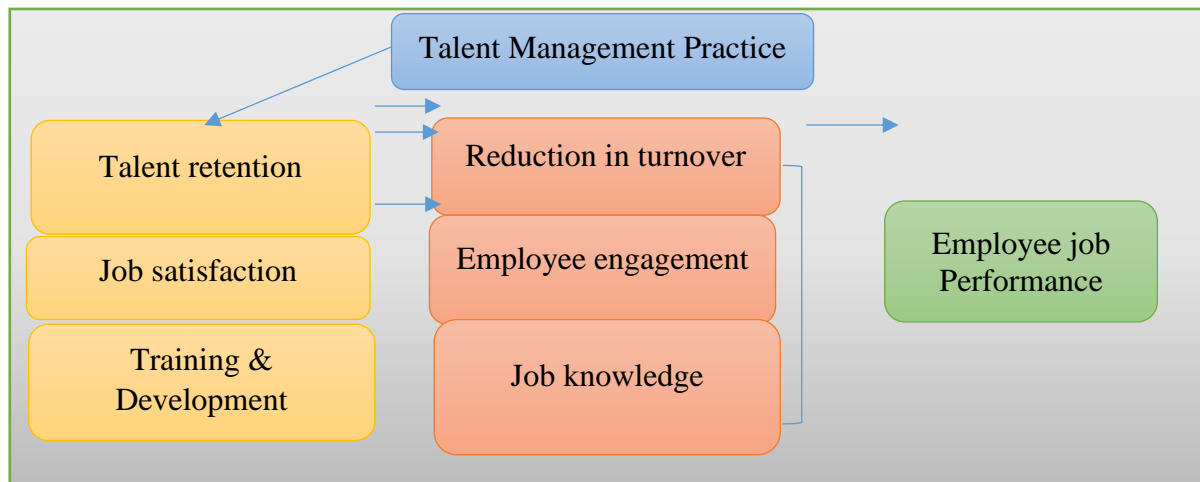 Talent Management Practice
Talent retention
Job satisfaction
Training &
Development
Reduction in turnover
Employee engagement
Job knowledge
Employee job
Performance